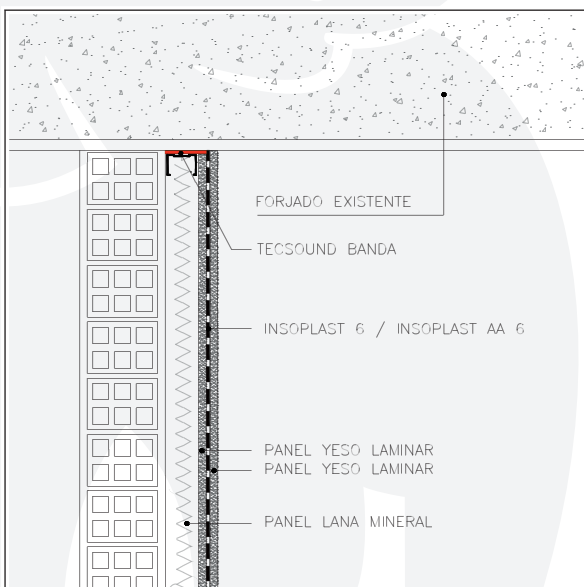 FORJADO EXISTENTE
TECSOUND BANDA
INSOPLAST 6 / INSOPLAST AA 6
PANEL YESO LAMINAR
PANEL YESO LAMINAR
PANEL LANA MINERAL